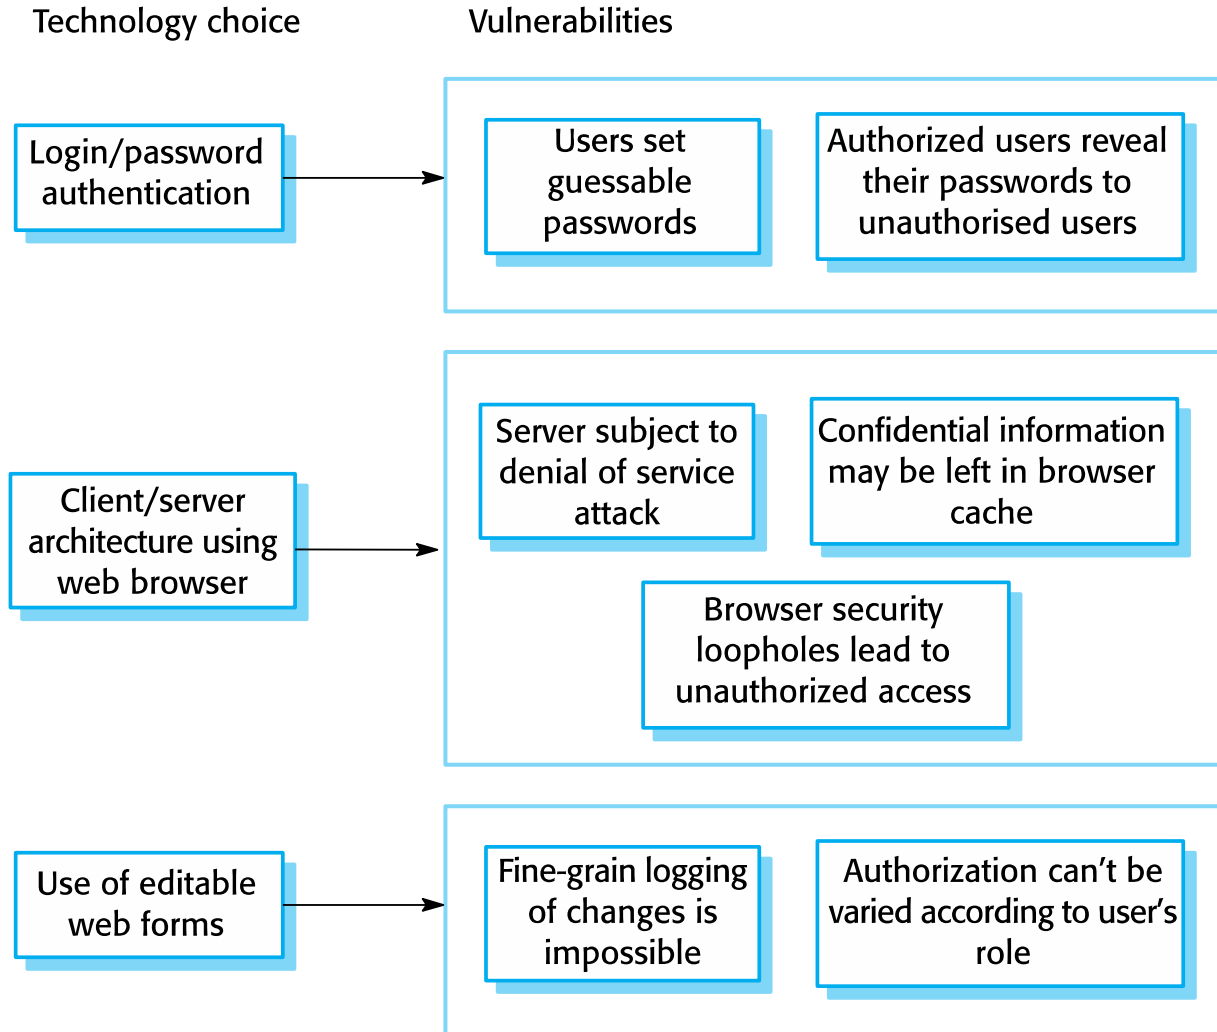 Technology choice
Vulnerabilities
Login/password
authentication
Users set
guessable
passwords
Authorized users reveal
their passwords to
unauthorised users
Client/server
architecture using
web browser
Server subject to
denial of service
attack
Confidential information
may be left in browser
cache
Browser security
loopholes lead to
unauthorized access
Use of editable
web forms
Fine-grain logging
of changes is
impossible
Authorization can’t be
varied according to user’s
role